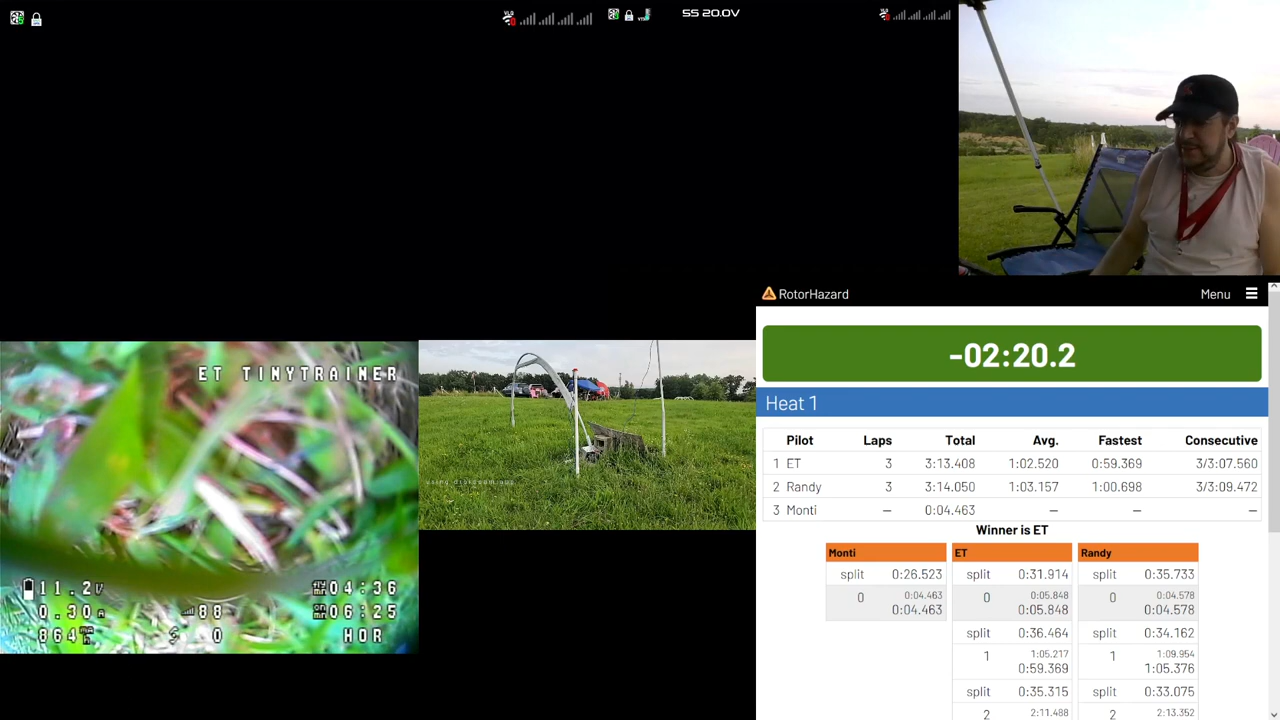 SS 20.0V
RotorHazard
Menu
-02:20.2
Heat 1
Pilot Laps Total Avg. Fastest Consecutive
1 ET 3 3:13.408 1:02.520 0:59.369 3/3:07.560
2 Randy 3 3:14.050 1:03.157 1:00.698 3/3:09.472
3 Monti – 0:04.463 – – –
Winner is ET
Monti
split 0:26.523
0 0:04.463
0:04.463
ET
split 0:31.914
0 0:05.848
0:05.848
split 0:36.464
1 1:05.217
0:59.369
split 0:35.315
2 2:11.488
Randy
split 0:35.733
0 0:04.578
0:04.578
split 0:34.162
1 1:09.954
1:05.376
split 0:33.075
2 2:13.352
ET TINYTRAINER
11.2V
0.30A
864mAh
88
0
FLY MN 04:36
ON MN 06:25
HOR